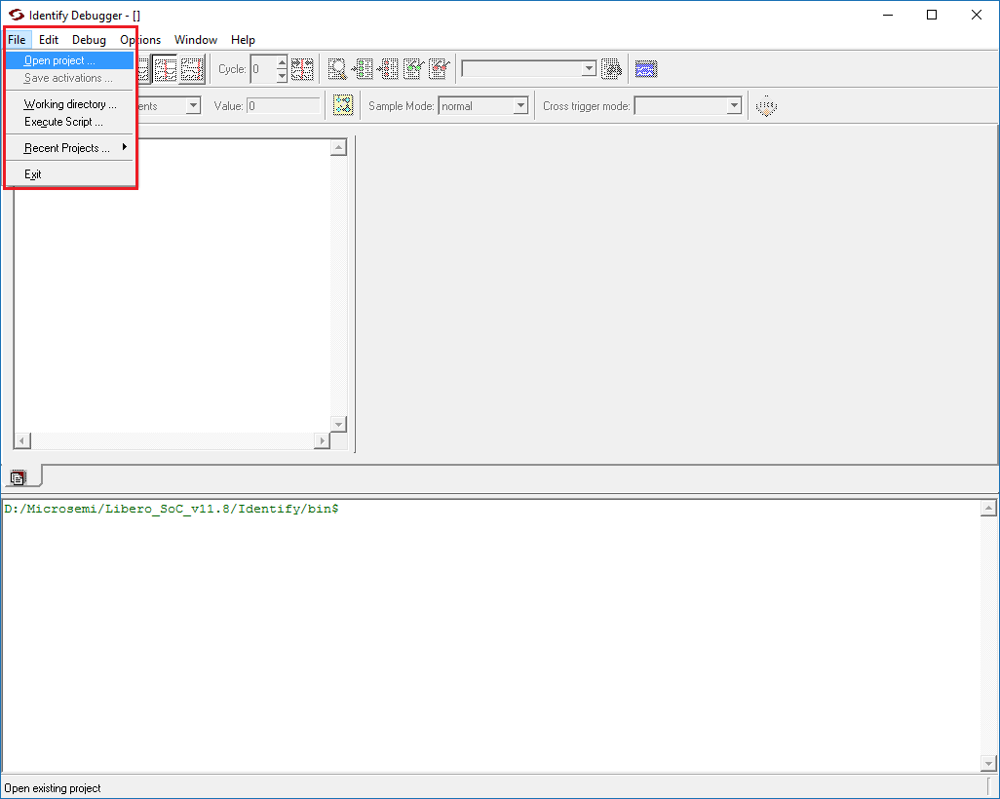 Identify Debugger - []
File Edit Debug Options Window Help
Open project ...
Save activations ...
Working directory ...
Execute Script ...
Recent Projects ...
Exit
Cycle: 0
Value: 0 Sample Mode: normal Cross trigger mode:
D:/Microsemi/Libero_SoC_v11.8/Identify/bin$
Open existing project